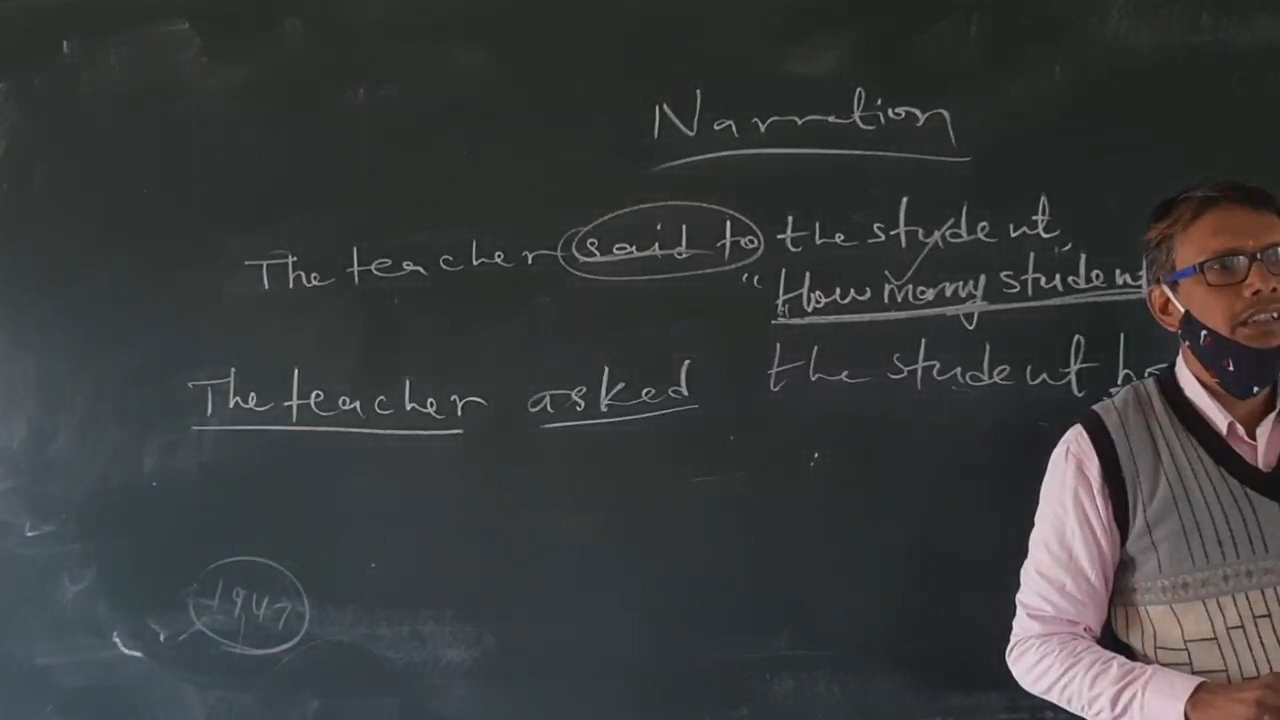 Narration
The teacher said to the student,
"How many student
the student
The teacher asked
1947